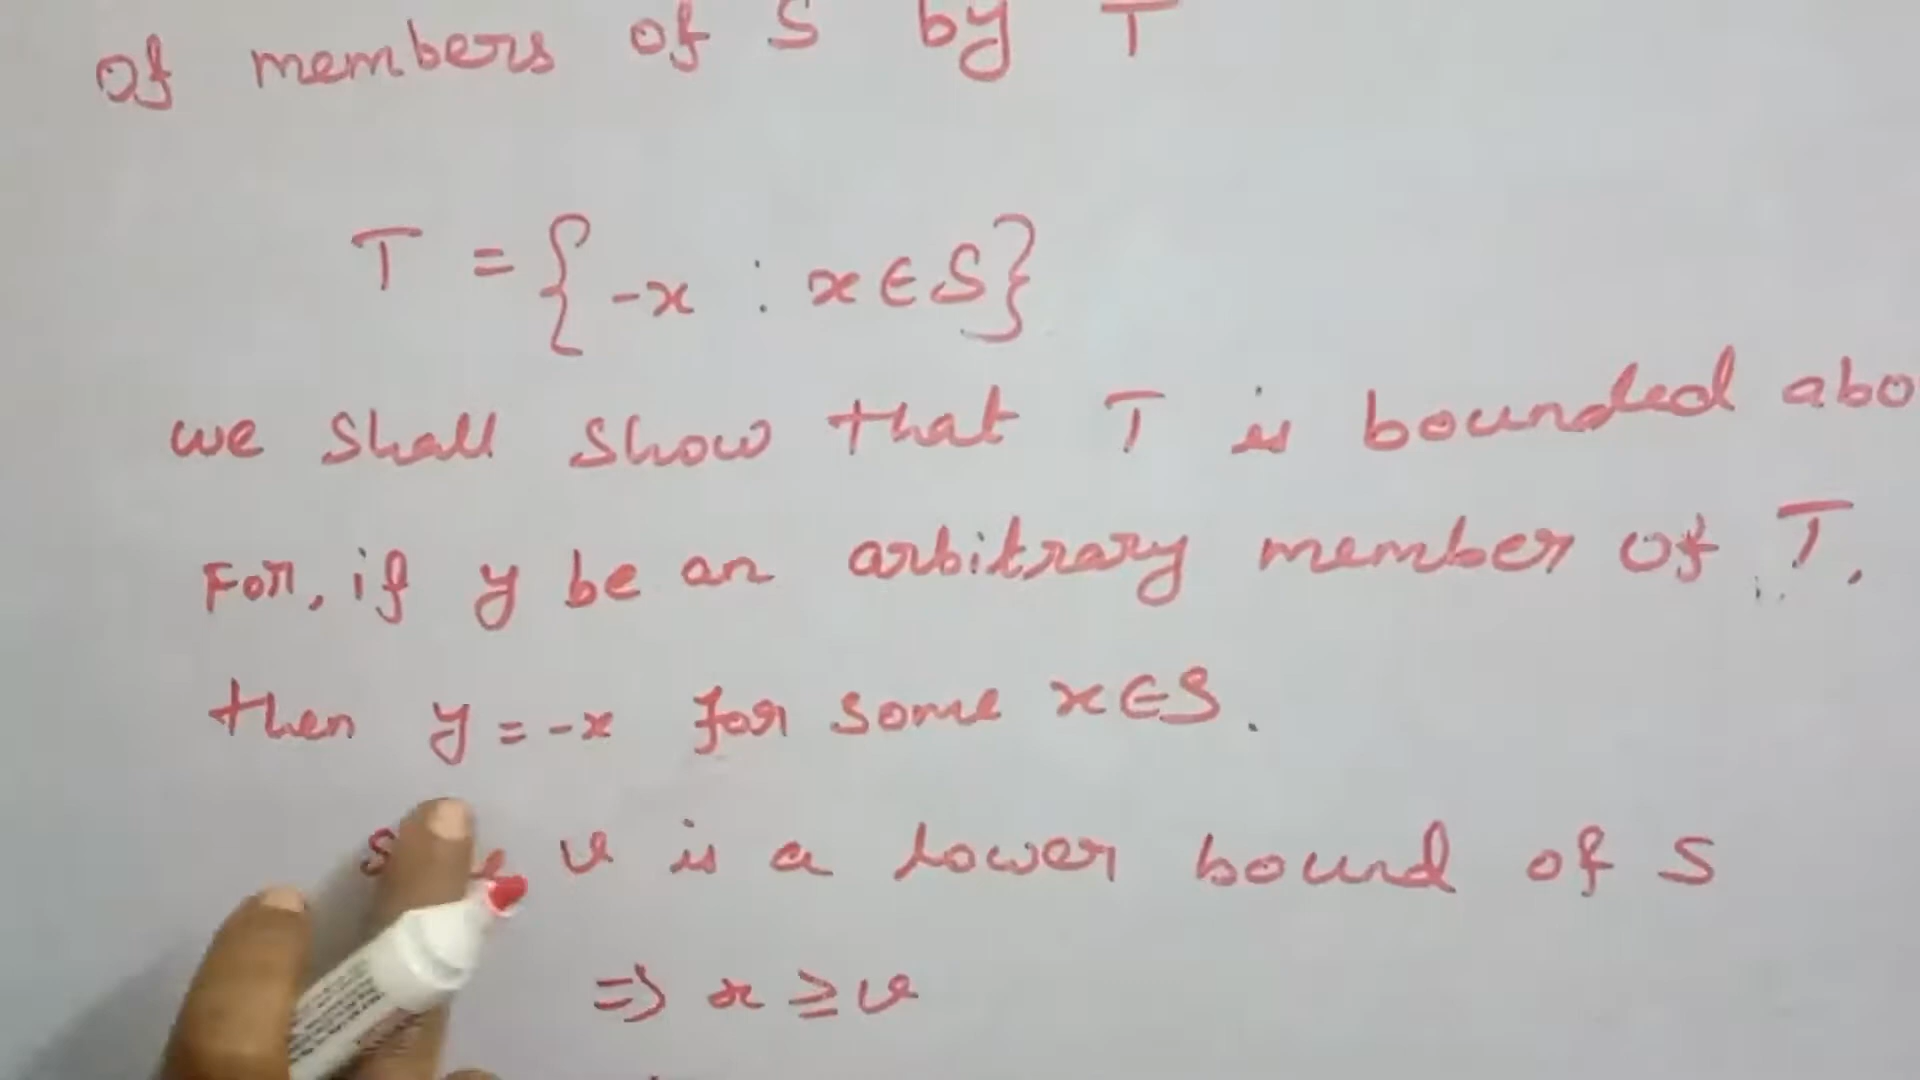 of members of S by T
T = { -x : x ∈ S }
we shall show that T is bounded abo
For, if y be an arbitrary member of T.
then y = -x for some x ∈ S.
v is a lower bound of S
=> x ≥ v